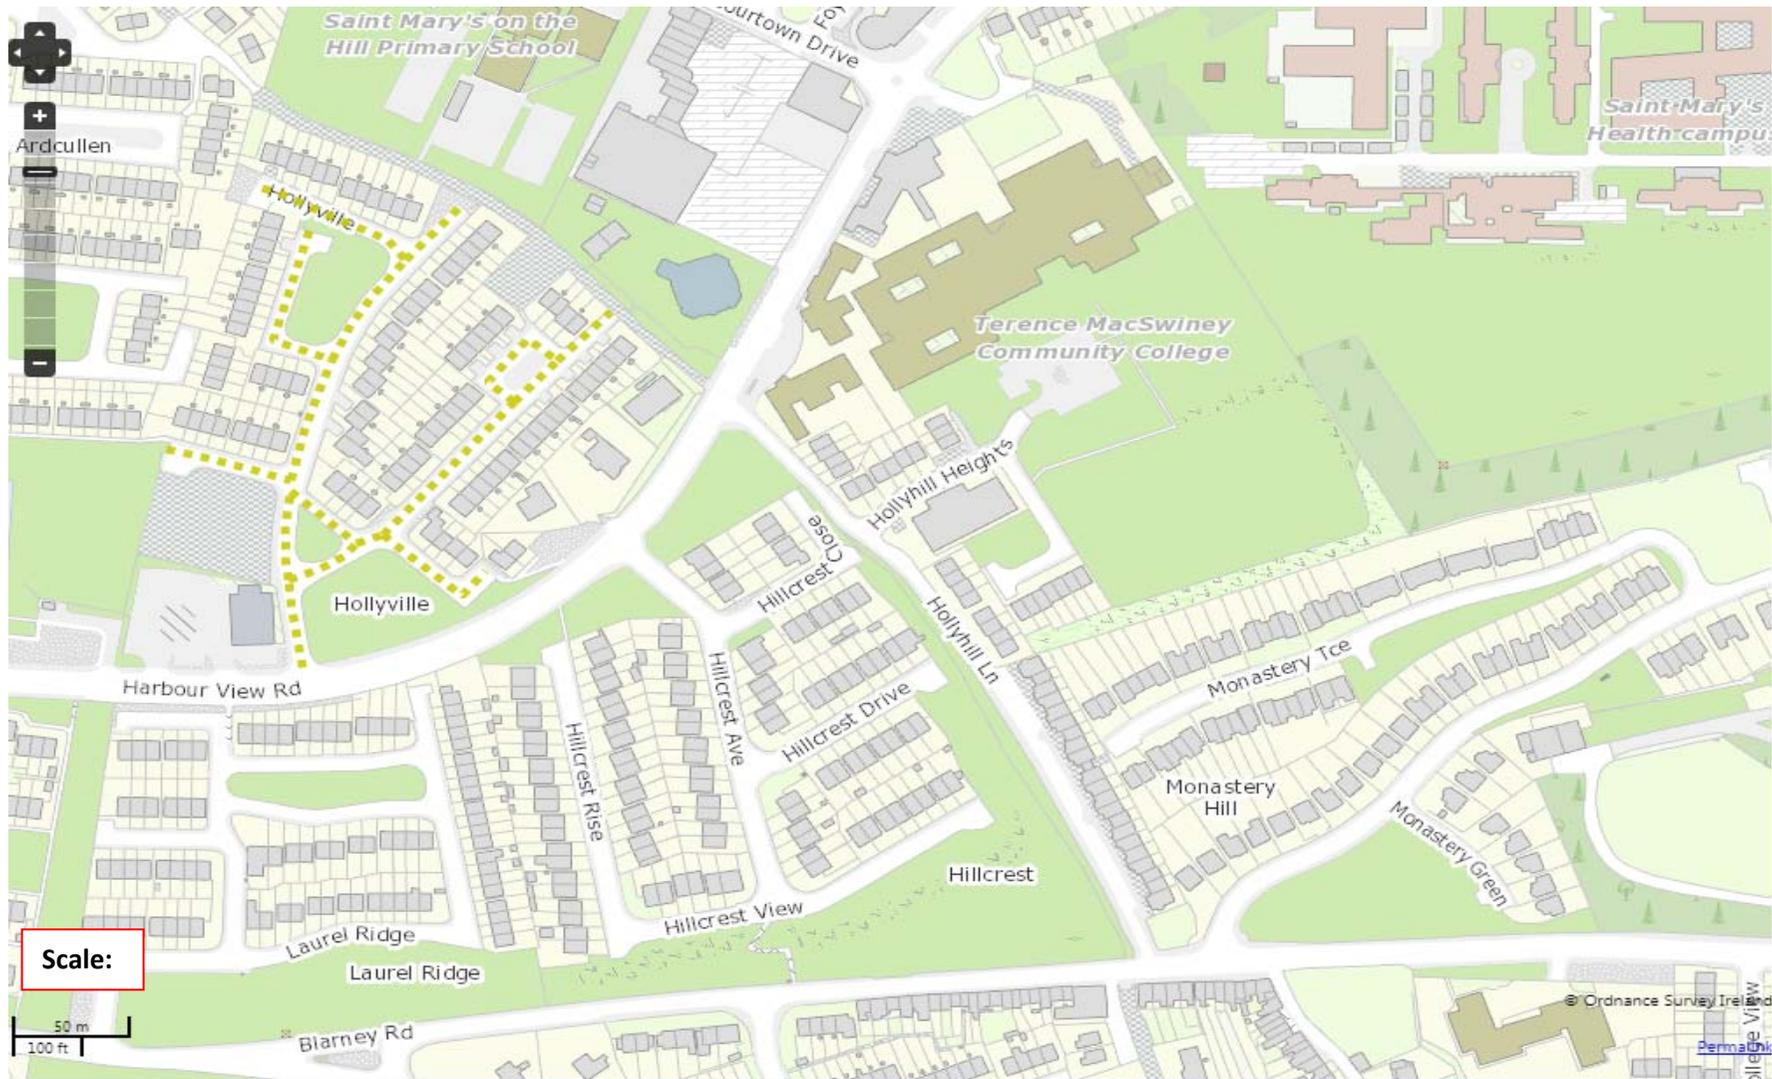 Saint Mary's on the
Hill Primary School
ourtown Drive
Fo
Saint Mary's
Health campu
Ardcullen
Hollyville
Terence MacSwiney
Community College
Hollyhill Heights
Hillcrest Close
Hollyville
Hollyhill Ln
Harbour View Rd
Hillcrest Ave
Hillcrest Drive
Hillcrest Rise
Monastery Tce
Monastery
Hill
Monastery Green
Hillcrest
Hillcrest View
Laurel Ridge
Laurel Ridge
Scale:
50 m
100 ft
Blarney Rd
© Ordnance Survey Ireland
Permalink
llege View